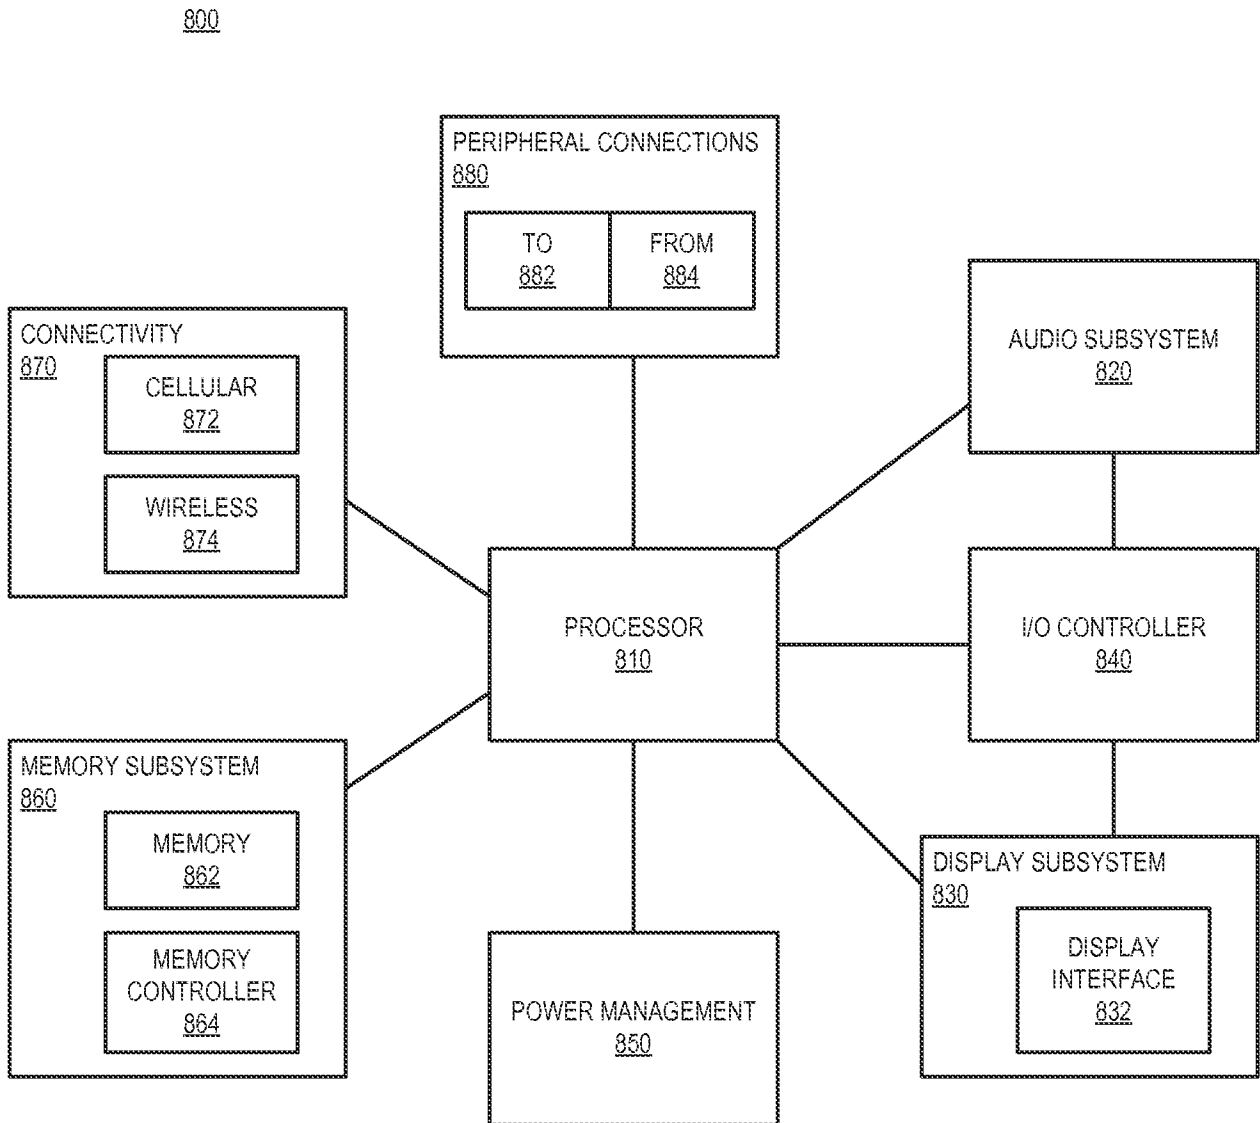 800
PERIPHERAL CONNECTIONS
880
TO
882
FROM
884
CONNECTIVITY
870
CELLULAR
872
WIRELESS
874
AUDIO SUBSYSTEM
820
PROCESSOR
810
I/O CONTROLLER
840
MEMORY SUBSYSTEM
860
MEMORY
862
MEMORY
CONTROLLER
864
POWER MANAGEMENT
850
DISPLAY SUBSYSTEM
830
DISPLAY
INTERFACE
832